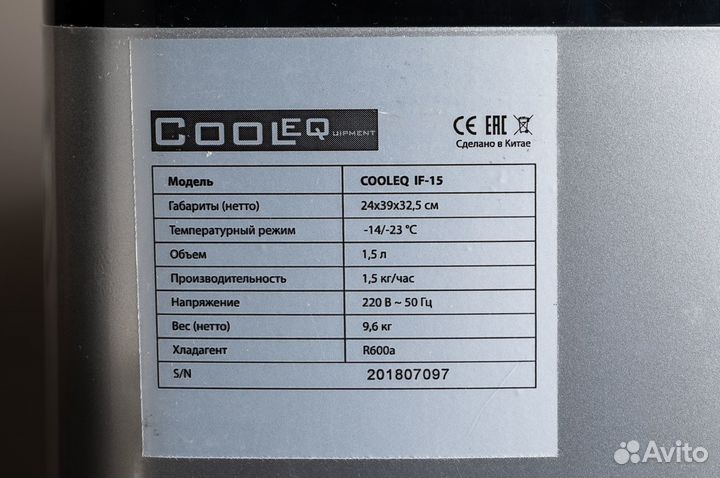 COOLEQUIPMENT
CE EAC
Сделано в Китае
Модель COOLEQ IF-15
Габариты (нетто) 24x39x32,5 см
Температурный режим -14/-23 °C
Объем 1,5 л
Производительность 1,5 кг/час
Напряжение 220 В ~ 50 Гц
Вес (нетто) 9,6 кг
Хладагент R600a
S/N 201807097
Avito